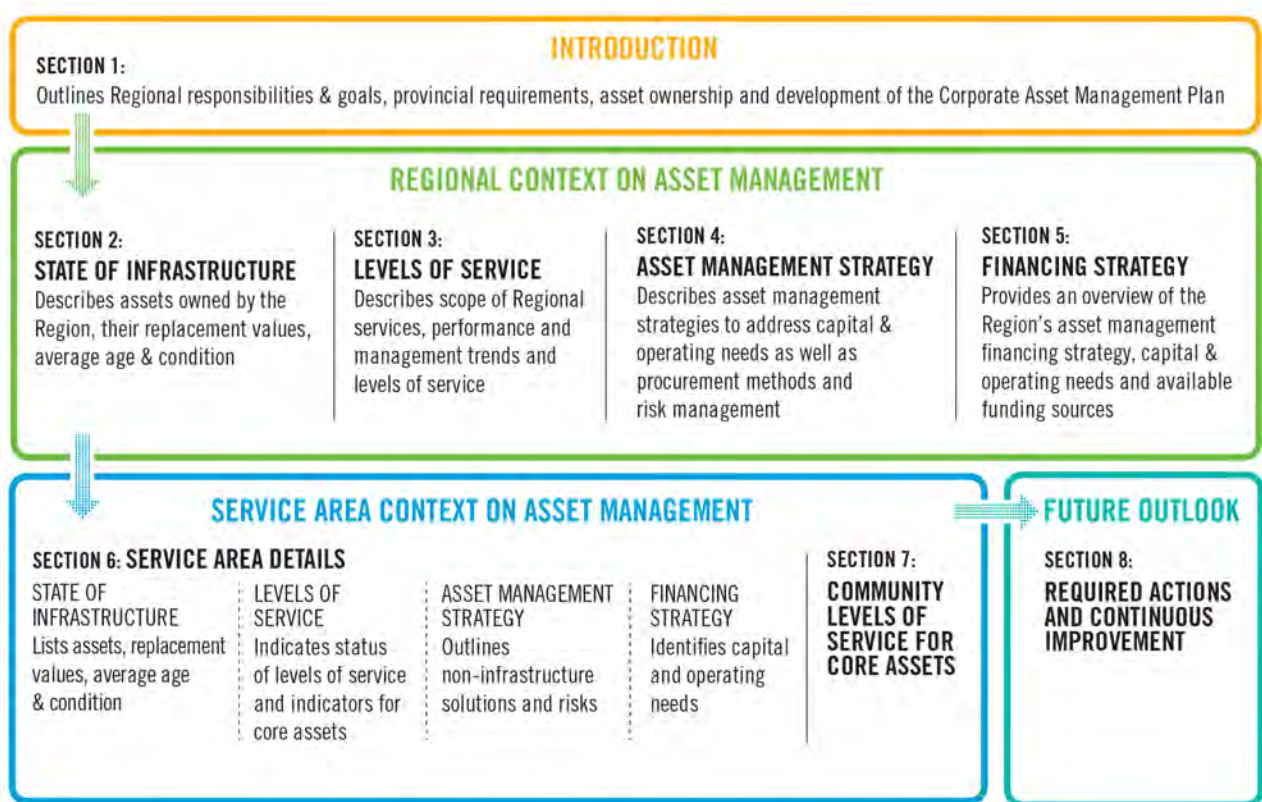 INTRODUCTION
SECTION 1:
Outlines Regional responsibilities & goals, provincial requirements, asset ownership and development of the Corporate Asset Management Plan
REGIONAL CONTEXT ON ASSET MANAGEMENT
SECTION 2:
STATE OF INFRASTRUCTURE
Describes assets owned by the
Region, their replacement values,
average age & condition
SECTION 3:
LEVELS OF SERVICE
Describes scope of Regional
services, performance and
management trends and
levels of service
SECTION 4:
ASSET MANAGEMENT STRATEGY
Describes asset management
strategies to address capital &
operating needs as well as
procurement methods and
risk management
SECTION 5:
FINANCING STRATEGY
Provides an overview of the
Region's asset management
financing strategy, capital &
operating needs and available
funding sources
SERVICE AREA CONTEXT ON ASSET MANAGEMENT
SECTION 6: SERVICE AREA DETAILS
STATE OF
INFRASTRUCTURE
Lists assets, replacement
values, average age
& condition
LEVELS OF
SERVICE
Indicates status
of levels of service
and indicators for
core assets
ASSET MANAGEMENT
STRATEGY
Outlines
non-infrastructure
solutions and risks
FINANCING
STRATEGY
Identifies capital
and operating
needs
SECTION 7:
COMMUNITY
LEVELS OF
SERVICE FOR
CORE ASSETS
FUTURE OUTLOOK
SECTION 8:
REQUIRED ACTIONS
AND CONTINUOUS
IMPROVEMENT